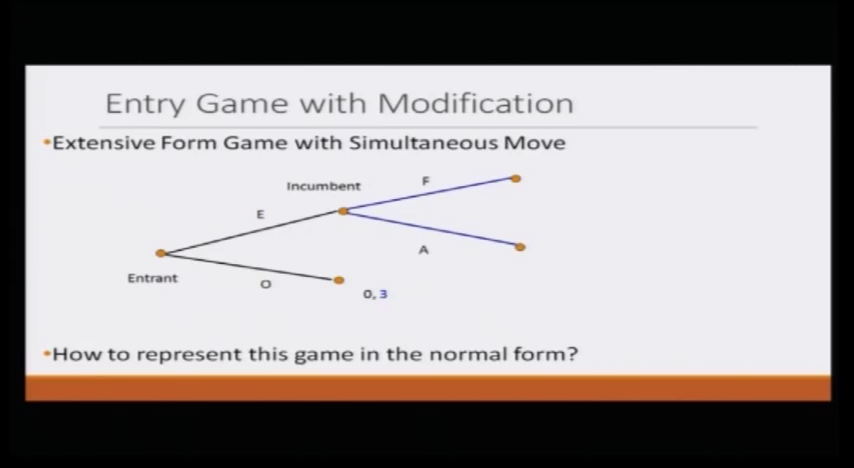 Entry Game with Modification
•Extensive Form Game with Simultaneous Move
Incumbent
F
E
A
Entrant
O
0, 3
•How to represent this game in the normal form?